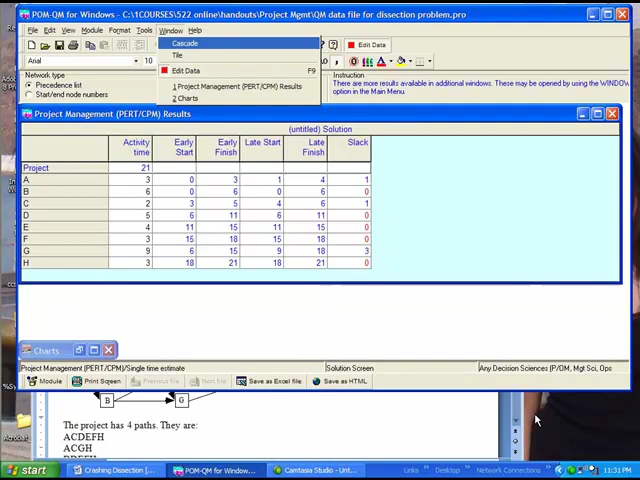 POM-QM for Windows - C:\1COURSES\522 online\handouts\Project Mgmt\QM data file for dissection problem.pro
File Edit View Module Format Tools Window
Cascade
Tile
Edit Data F9
1 Project Management (PERT/CPM) Results
2 Charts
Edit Data
Arial 10
Network type
Precedence list
Start/end node numbers
Instruction
There are more results available in additional windows. These may be opened by using the WINDOW
option in the Main Menu.
Project Management (PERT/CPM) Results
(untitled) Solution
Activity time Early Start Early Finish Late Start Late Finish Slack
Project 21
A 3 0 3 1 4 1
B 6 0 6 0 6 0
C 2 3 5 4 6 1
D 5 6 11 6 11 0
E 4 11 15 11 15 0
F 3 15 18 15 18 0
G 9 6 15 9 18 3
H 3 18 21 18 21 0
Charts
Project Management (PERT/CPM)/Single time estimate Solution Screen Any Decision Sciences (P/OM, Mgt Sci, Ops
Module Print Screen Previous file Next file Save as Excel file Save as HTML
B G
The project has 4 paths. They are:
ACDEFH
ACGH
start Crashing Dissection [... POM-QM for Window... Camtasia Studio - Unt... Links Desktop Network Connections 11:31 PM